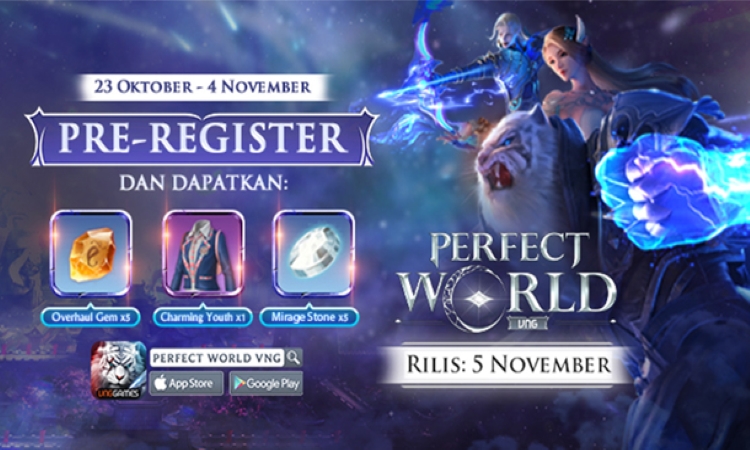 23 OKTOBER - 4 NOVEMBER
PRE-REGISTER
DAN DAPATKAN:
Overhaul Gem x5
Charming Youth x1
Mirage Stone x5
PERFECT WORLD VNG
VNGGAMES
App Store
Google Play
PERFECT
WORLD
VNG
RILIS: 5 NOVEMBER